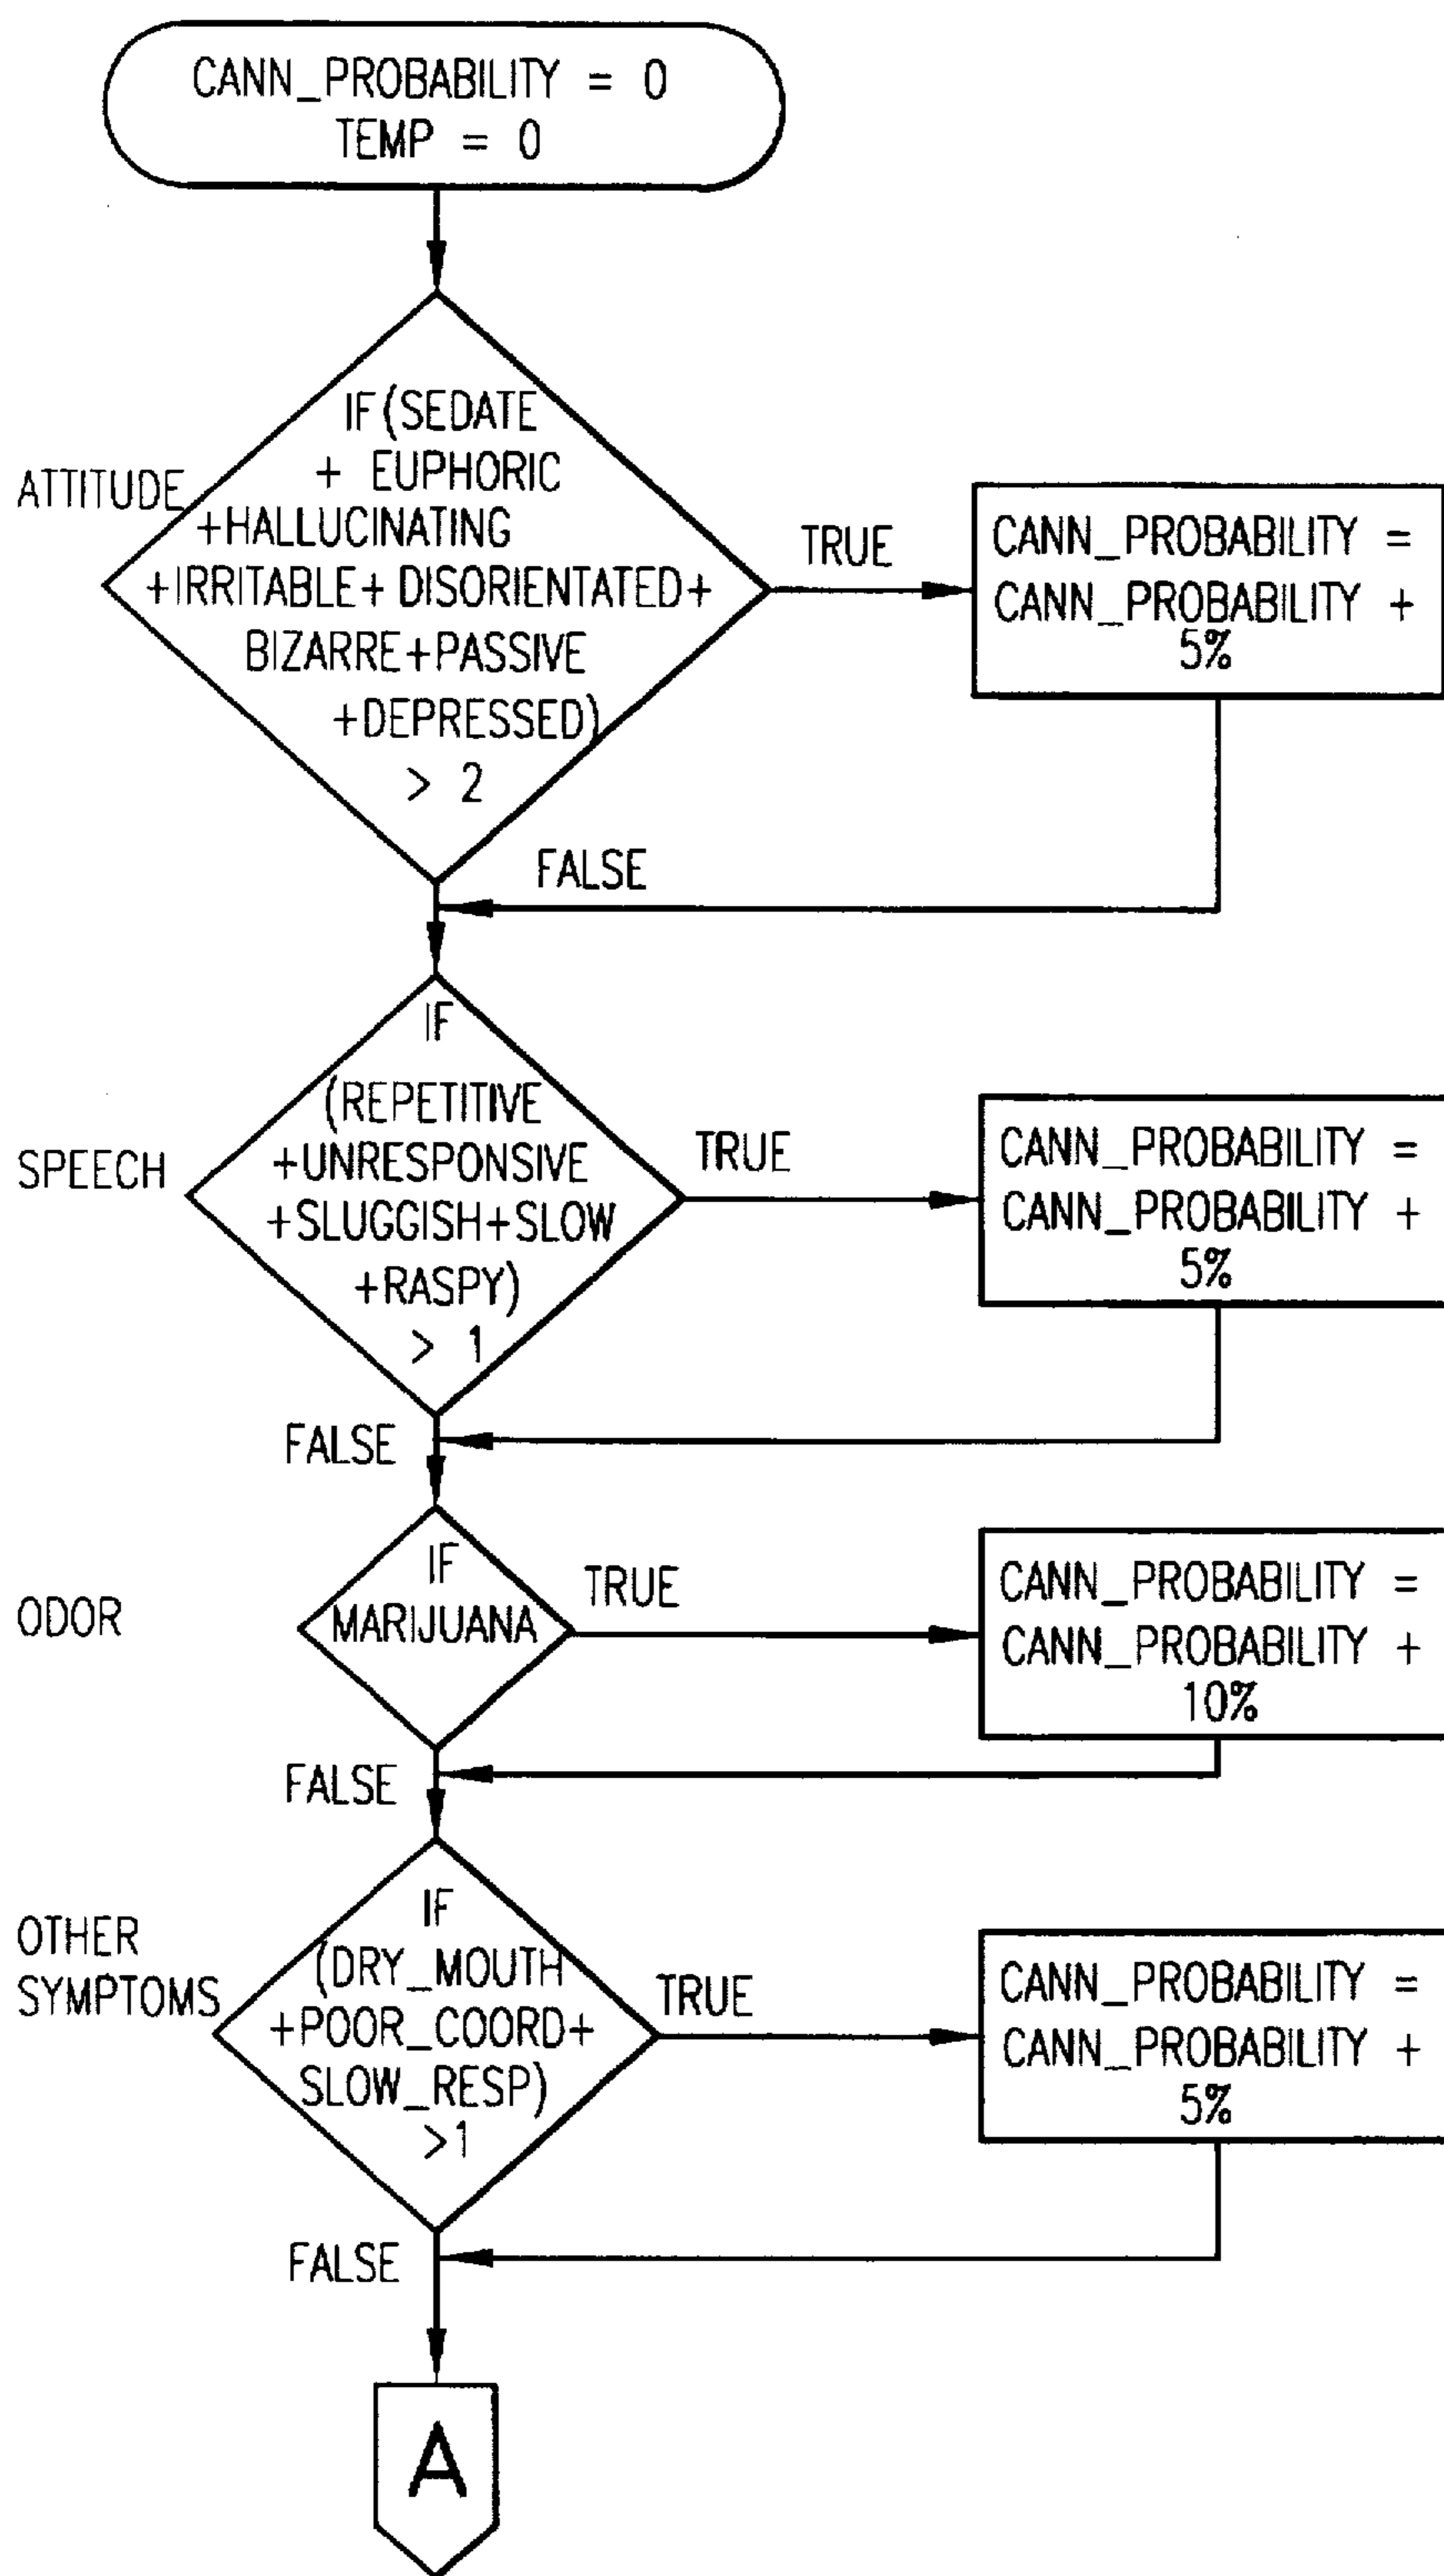 CANN_PROBABILITY = 0
TEMP = 0
ATTITUDE
IF(SEDATE
+ EUPHORIC
+HALLUCINATING
+IRRITABLE+ DISORIENTATED+
BIZARRE+PASSIVE
+DEPRESSED)
> 2
TRUE
CANN_PROBABILITY =
CANN_PROBABILITY +
5%
FALSE
SPEECH
IF
(REPETITIVE
+UNRESPONSIVE
+SLUGGISH+SLOW
+RASPY)
> 1
TRUE
CANN_PROBABILITY =
CANN_PROBABILITY +
5%
FALSE
ODOR
IF
MARIJUANA
TRUE
CANN_PROBABILITY =
CANN_PROBABILITY +
10%
FALSE
OTHER
SYMPTOMS
IF
(DRY_MOUTH
+POOR_COORD+
SLOW_RESP)
>1
TRUE
CANN_PROBABILITY =
CANN_PROBABILITY +
5%
FALSE
A